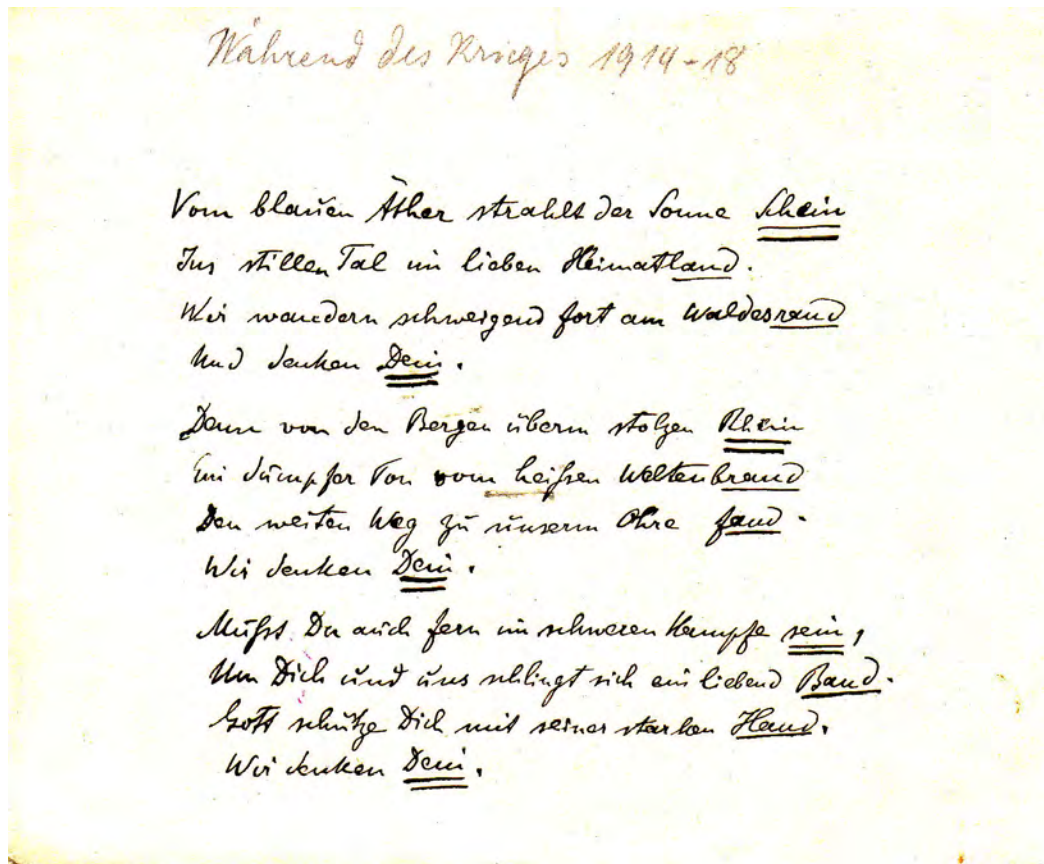 Während des Krieges 1914-18
Vom blauen Äther strahlt der Sonne Schein
Ins stillen Tal im lieben Heimatland.
Wir wandern schweigend fort am Waldesrand
Und denken Dein.
Denn von den Bergen überm stolzen Rhein
Ein dumpfer Ton vom heißen Weltenbrand
Den weiten Weg zu unserm Ohre fand.
Wir denken Dein.
Mußt Du auch fern im schweren Kampfe sein,
Um Dich und uns schlingt sich ein liebend Band.
Gott schütze Dich mit seiner starken Hand.
Wir denken Dein.